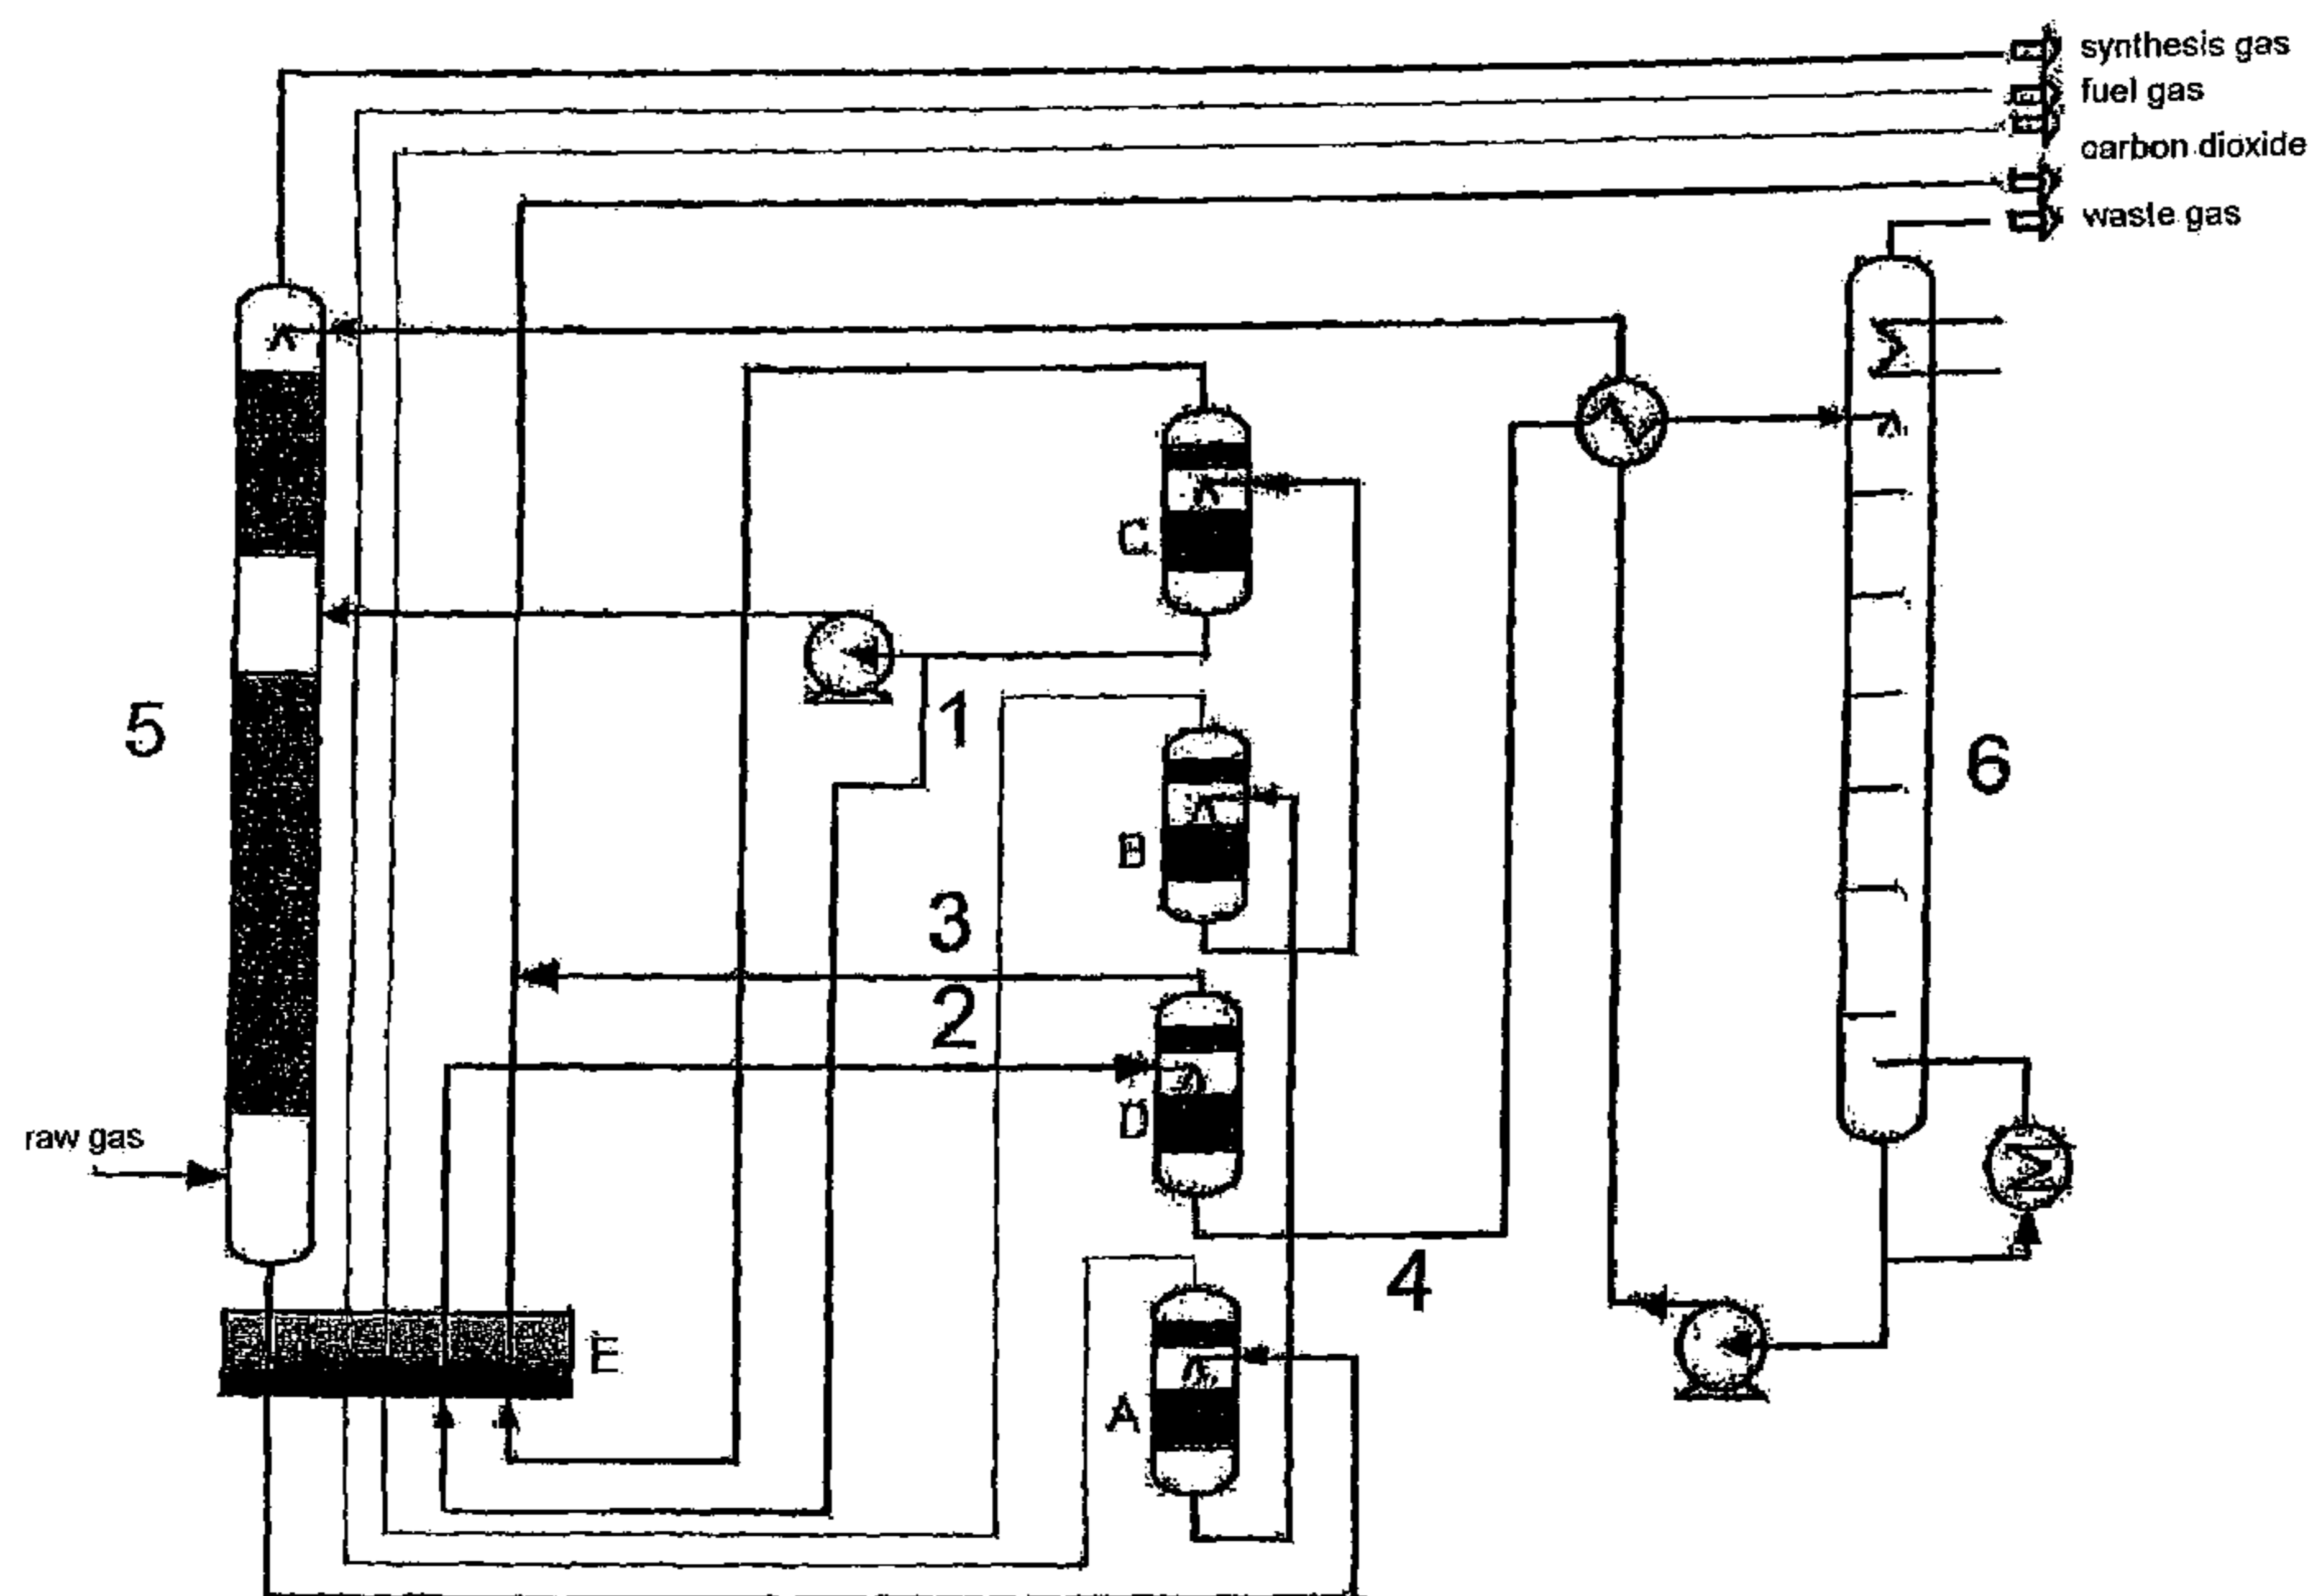 synthesis gas
fuel gas
carbon dioxide
waste gas
C
5
1
6
B
3
2
D
raw gas
4
E
A